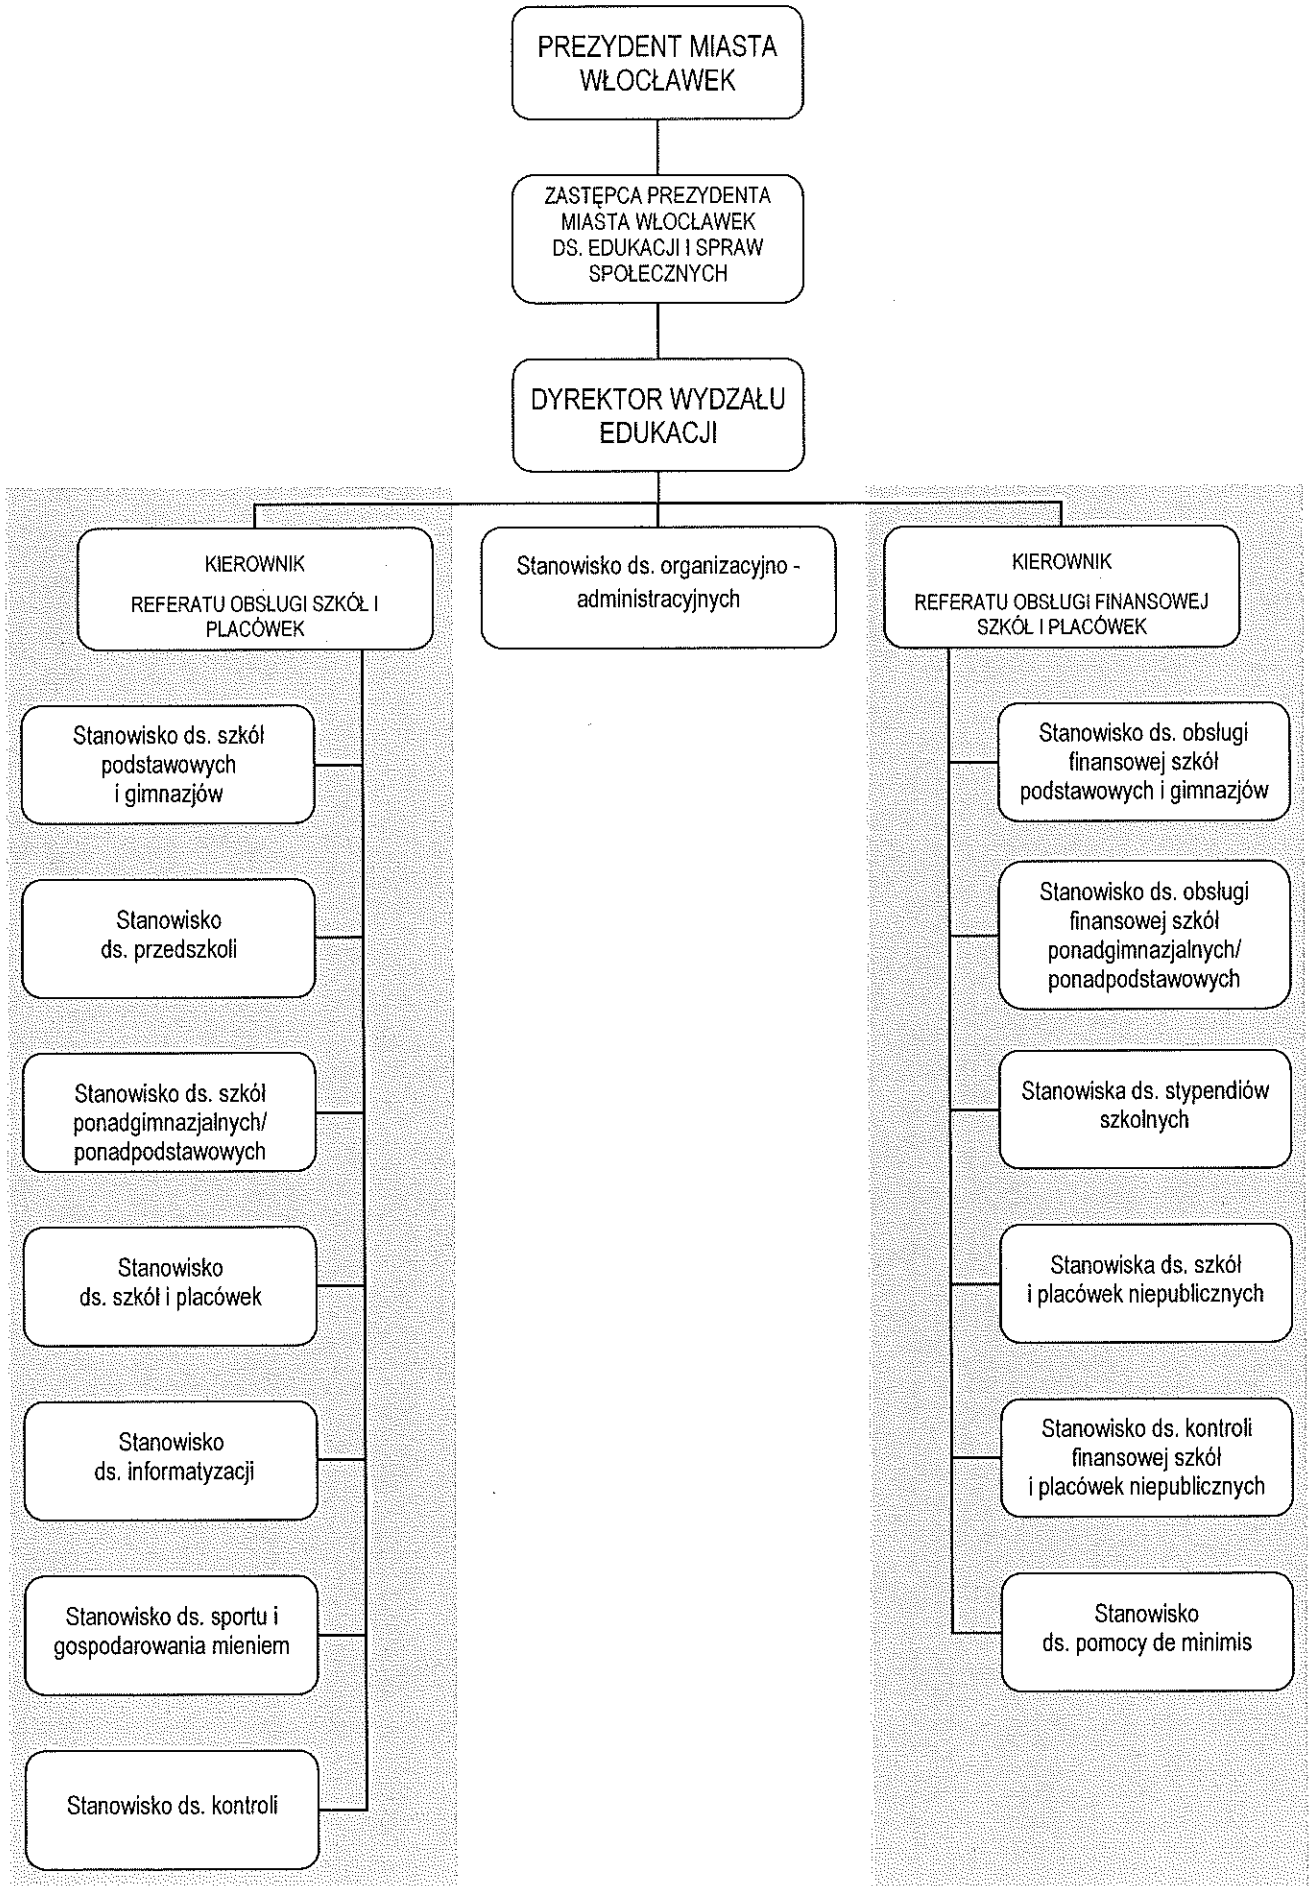 PREZYDENT MIASTA
WŁOCŁAWEK
ZASTĘPCA PREZYDENTA
MIASTA WŁOCŁAWEK
DS. EDUKACJI I SPRAW
SPOŁECZNYCH
DYREKTOR WYDZAŁU
EDUKACJI
KIEROWNIK
REFERATU OBSŁUGI SZKÓŁ I
PLACÓWEK
Stanowisko ds. organizacyjno -
administracyjnych
KIEROWNIK
REFERATU OBSŁUGI FINANSOWEJ
SZKÓŁ I PLACÓWEK
Stanowisko ds. szkół
podstawowych
i gimnazjów
Stanowisko
ds. przedszkoli
Stanowisko ds. szkół
ponadgimnazjalnych/
ponadpodstawowych
Stanowisko
ds. szkół i placówek
Stanowisko
ds. informatyzacji
Stanowisko ds. sportu i
gospodarowania mieniem
Stanowisko ds. kontroli
Stanowisko ds. obsługi
finansowej szkół
podstawowych i gimnazjów
Stanowisko ds. obsługi
finansowej szkół
ponadgimnazjalnych/
ponadpodstawowych
Stanowiska ds. stypendiów
szkolnych
Stanowiska ds. szkół
i placówek niepublicznych
Stanowisko ds. kontroli
finansowej szkół
i placówek niepublicznych
Stanowisko
ds. pomocy de minimis